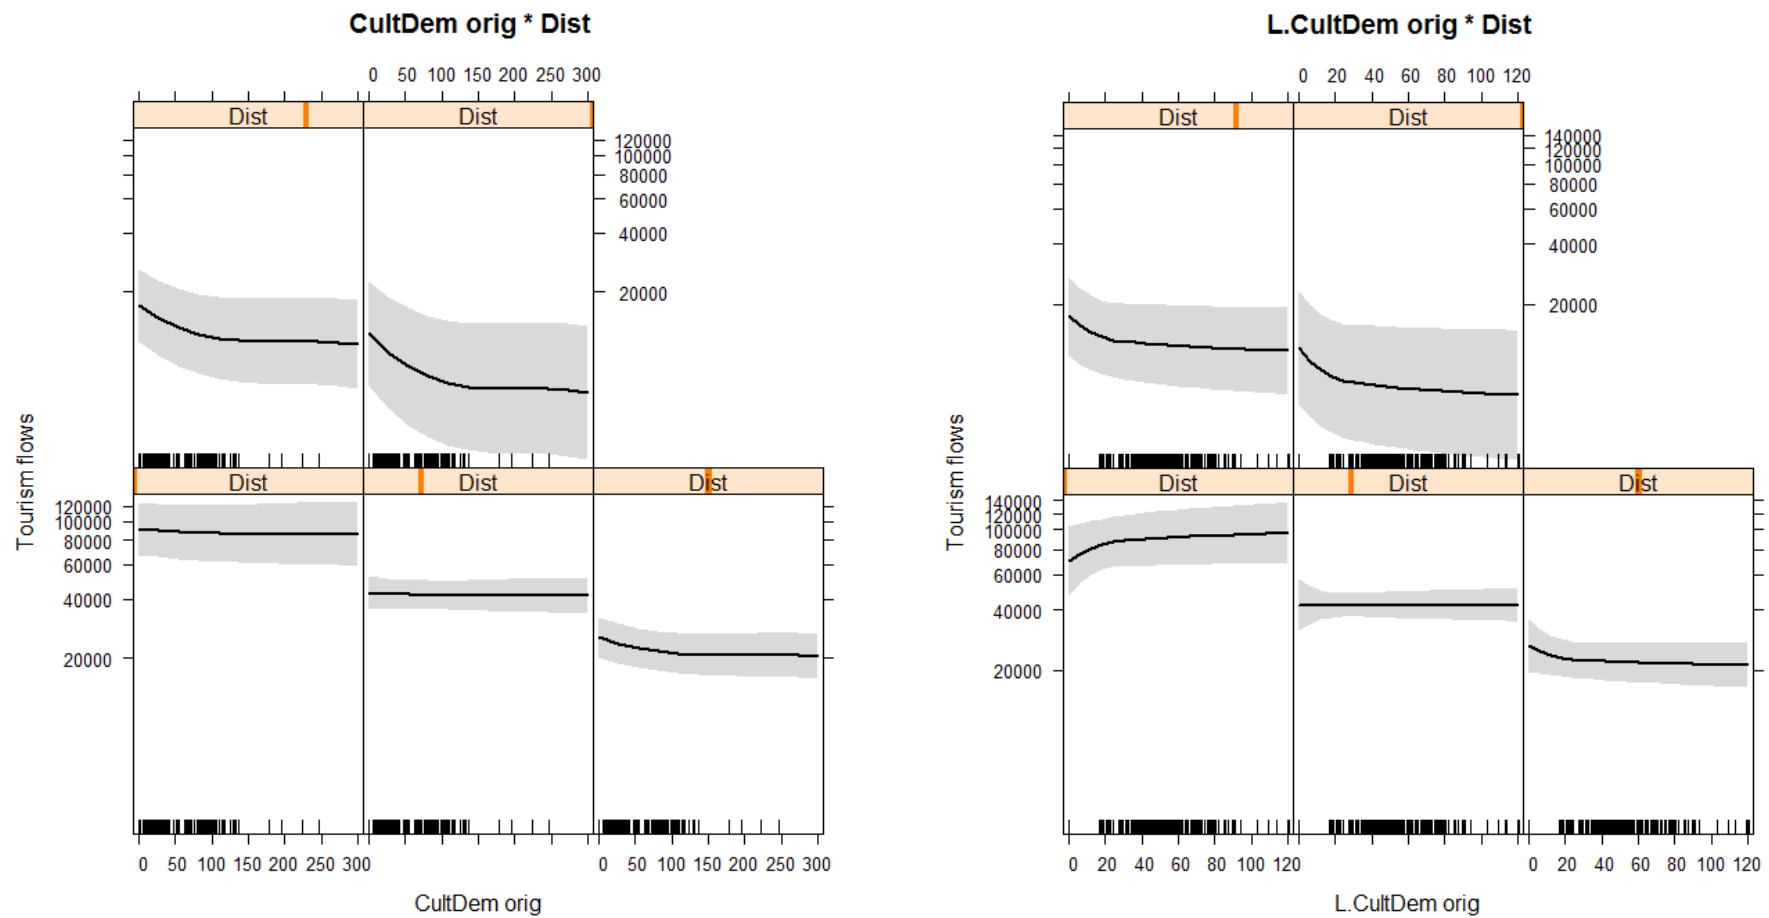 CultDem orig * Dist
0 50 100 150 200 250 300
Dist Dist
120000
100000
80000
60000
40000
20000
Dist Dist Dist
120000
100000
80000
60000
40000
20000
Tourism flows
0 50 100 150 200 250 300
0 50 100 150 200 250 300
CultDem orig
L.CultDem orig * Dist
0 20 40 60 80 100 120
Dist Dist
140000
120000
100000
80000
60000
40000
20000
Dist Dist Dist
140000
120000
100000
80000
60000
40000
20000
Tourism flows
0 20 40 60 80 100 120
0 20 40 60 80 100 120
L.CultDem orig